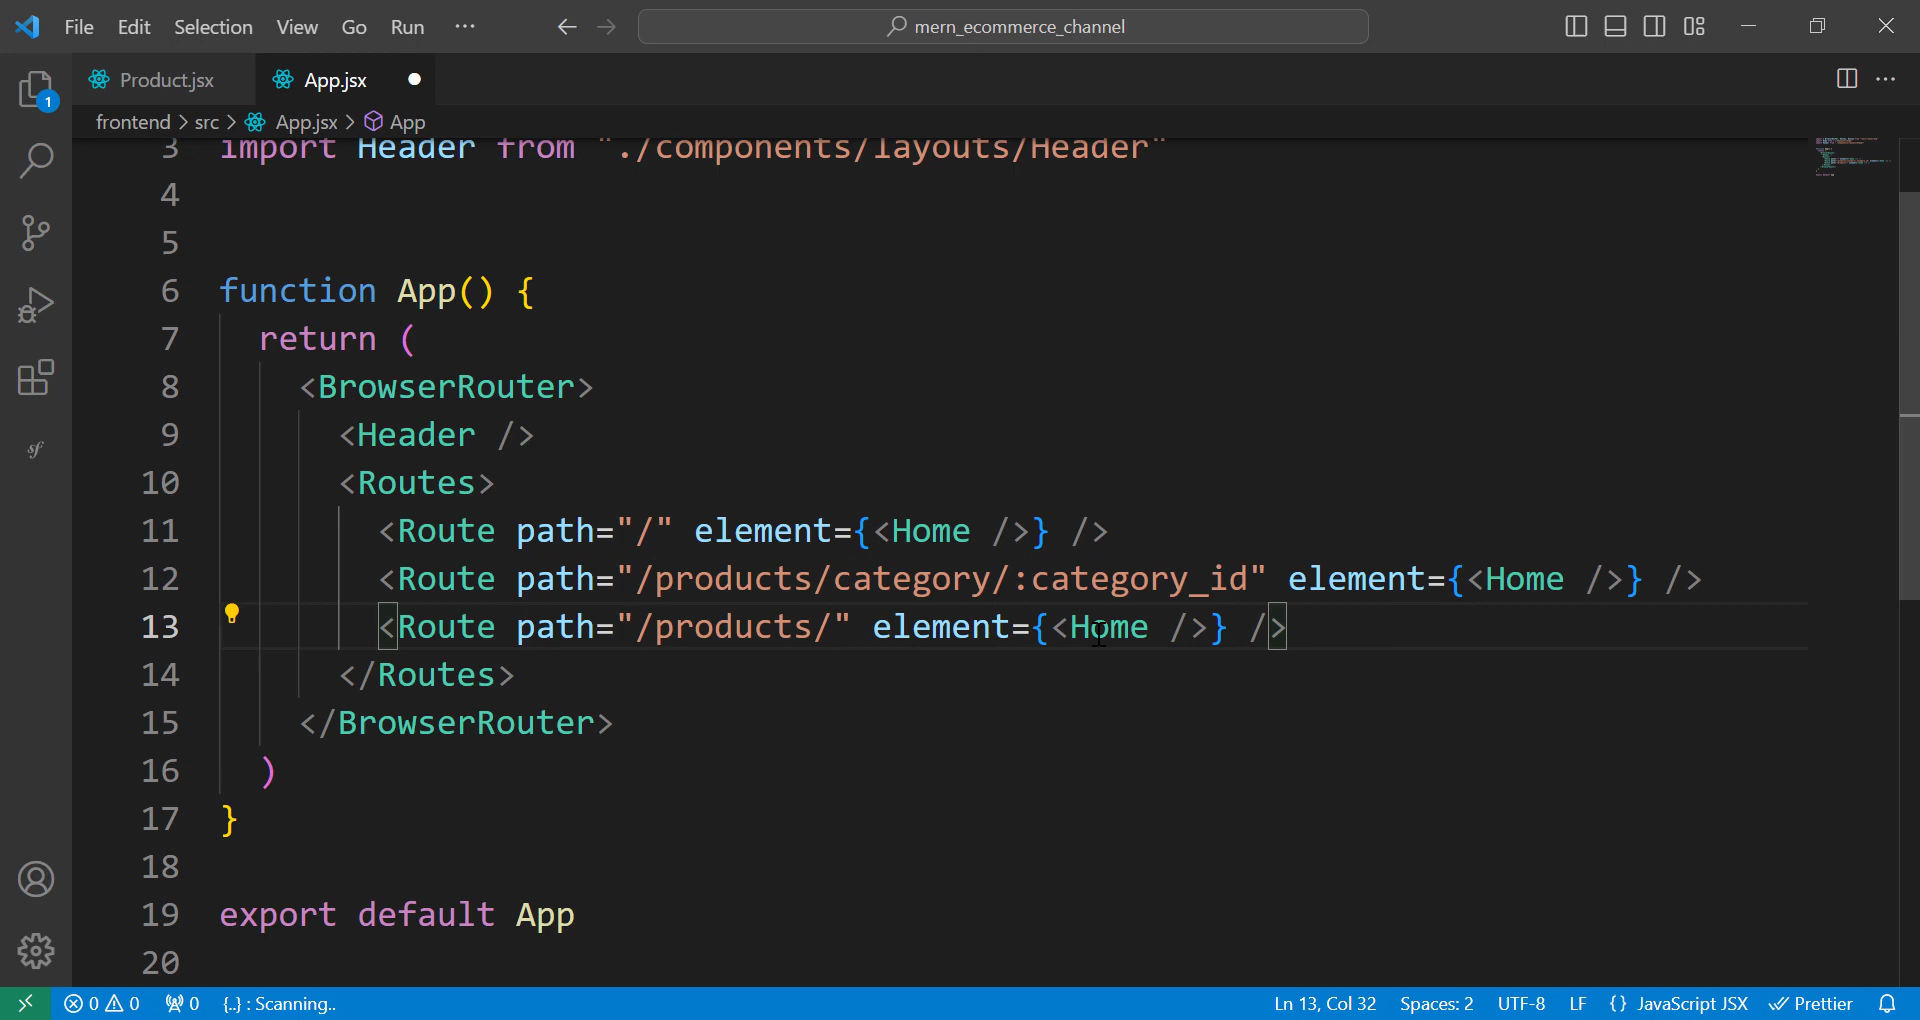 File Edit Selection View Go Run ··· mern_ecommerce_channel
Product.jsx App.jsx
1
frontend > src > App.jsx > App
3 import Header from "./components/layouts/Header"
4
5
6 function App() {
7 return (
8 <BrowserRouter>
9 <Header />
10 <Routes>
11 <Route path="/" element={<Home />} />
12 <Route path="/products/category/:category_id" element={<Home />} />
13 <Route path="/products/" element={<Home />} />
14 </Routes>
15 </BrowserRouter>
16 )
17 }
18
19 export default App
20
0 0 0 {..} : Scanning.. Ln 13, Col 32 Spaces: 2 UTF-8 LF {} JavaScript JSX Prettier